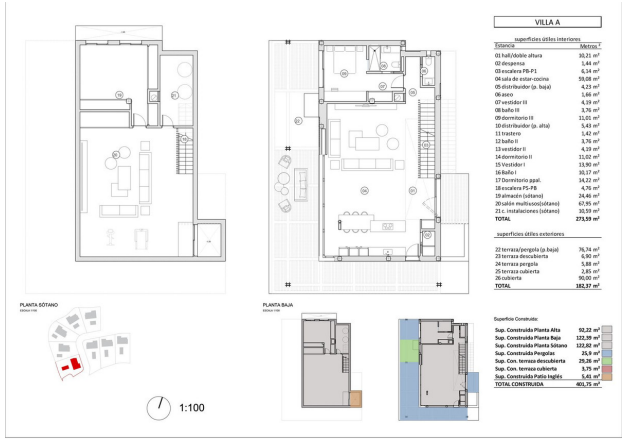 VILLA A
superficies útiles interiores
Estancia Metros ²
01 hall/doble altura 10,21 m²
02 despensa 1,44 m²
03 escalera PB-P1 6,14 m²
04 sala de estar-cocina 59,08 m²
05 distribuidor (p. baja) 4,23 m²
06 aseo 1,66 m²
07 vestidor III 4,19 m²
08 baño III 3,76 m²
09 dormitorio III 11,01 m²
10 distribuidor (p. alta) 5,43 m²
11 trastero 1,42 m²
12 baño II 3,76 m²
13 vestidor II 4,19 m²
14 dormitorio II 11,02 m²
15 Vestidor I 13,90 m²
16 Baño I 10,17 m²
17 Dormitorio ppal. 14,22 m²
18 escalera PS-PB 4,76 m²
19 almacén (sótano) 24,46 m²
20 salón multiusos(sótano) 67,95 m²
21 c. instalaciones (sótano) 10,59 m²
TOTAL 273,59 m²
superficies útiles exteriores
22 terraza/pergola (p.baja) 76,74 m²
23 terraza descubierta 6,90 m²
24 terraza pergola 5,88 m²
25 terraza cubierta 2,85 m²
26 cubierta 90,00 m²
TOTAL 182,37 m²
PLANTA SÓTANO
ESCALA 1:100
PLANTA BAJA
ESCALA 1:100
Superficie Construida:
Sup. Construida Planta Alta 92,22 m²
Sup. Construida Planta Baja 122,39 m²
Sup. Construida Planta Sótano 122,82 m²
Sup. Construida Pergolas 25,9 m²
Sup. Con. terraza descubierta 29,26 m²
Sup. Con. terraza cubierta 3,75 m²
Sup. Construida Patio Inglés 5,41 m²
TOTAL CONSTRUIDA 401,75 m²
1:100